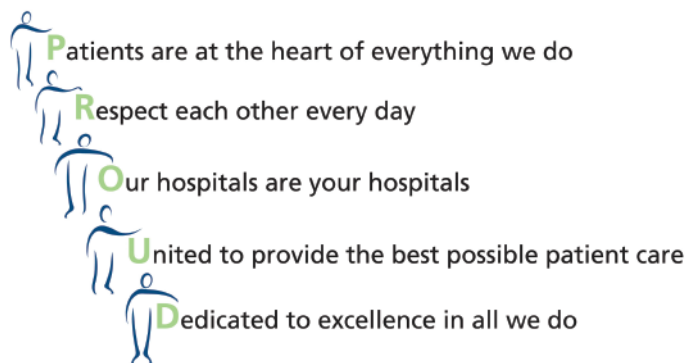 Patients are at the heart of everything we do
Respect each other every day
Our hospitals are your hospitals
United to provide the best possible patient care
Dedicated to excellence in all we do